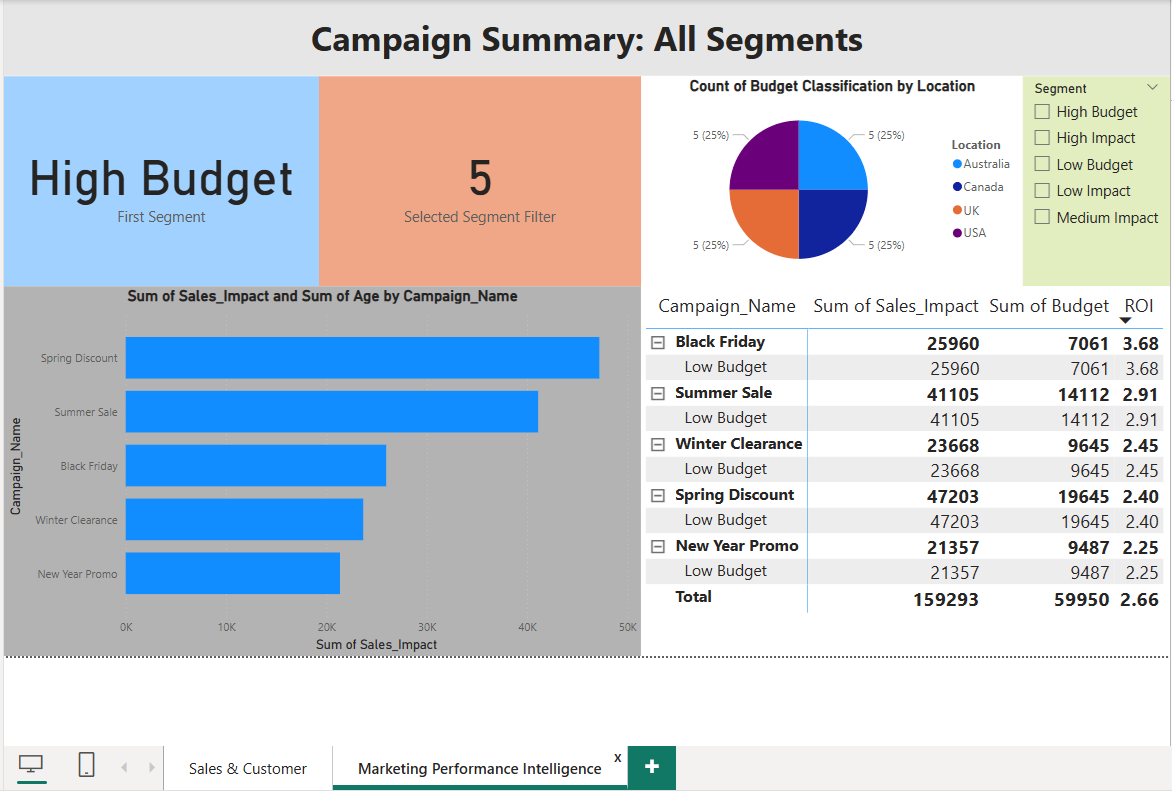 Campaign Summary: All Segments
High Budget
First Segment
5
Selected Segment Filter
Count of Budget Classification by Location
5 (25%)
5 (25%)
5 (25%)
5 (25%)
Location
Australia
Canada
UK
USA
Segment
High Budget
High Impact
Low Budget
Low Impact
Medium Impact
Sum of Sales_Impact and Sum of Age by Campaign_Name
Campaign_Name
Spring Discount
Summer Sale
Black Friday
Winter Clearance
New Year Promo
0K 10K 20K 30K 40K 50K
Sum of Sales_Impact
Campaign_Name Sum of Sales_Impact Sum of Budget ROI
Black Friday 25960 7061 3.68
Low Budget 25960 7061 3.68
Summer Sale 41105 14112 2.91
Low Budget 41105 14112 2.91
Winter Clearance 23668 9645 2.45
Low Budget 23668 9645 2.45
Spring Discount 47203 19645 2.40
Low Budget 47203 19645 2.40
New Year Promo 21357 9487 2.25
Low Budget 21357 9487 2.25
Total 159293 59950 2.66
Sales & Customer
Marketing Performance Intelligence
x
+